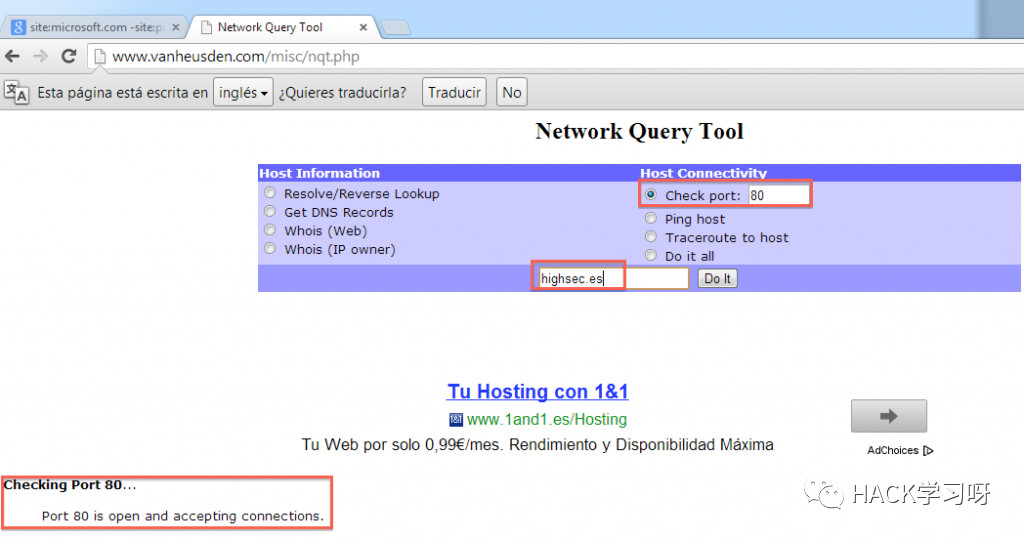 site:microsoft.com -site:p
Network Query Tool
www.vanheusden.com/misc/nqt.php
Esta página está escrita en inglés ¿Quieres traducirla? Traducir No
Network Query Tool
Host Information
Resolve/Reverse Lookup
Get DNS Records
Whois (Web)
Whois (IP owner)
Host Connectivity
Check port: 80
Ping host
Traceroute to host
Do it all
highsec.es Do It
Tu Hosting con 1&1
1&1 www.1and1.es/Hosting
Tu Web por solo 0,99€/mes. Rendimiento y Disponibilidad Máxima
AdChoices
Checking Port 80...
Port 80 is open and accepting connections.
HACK学习呀